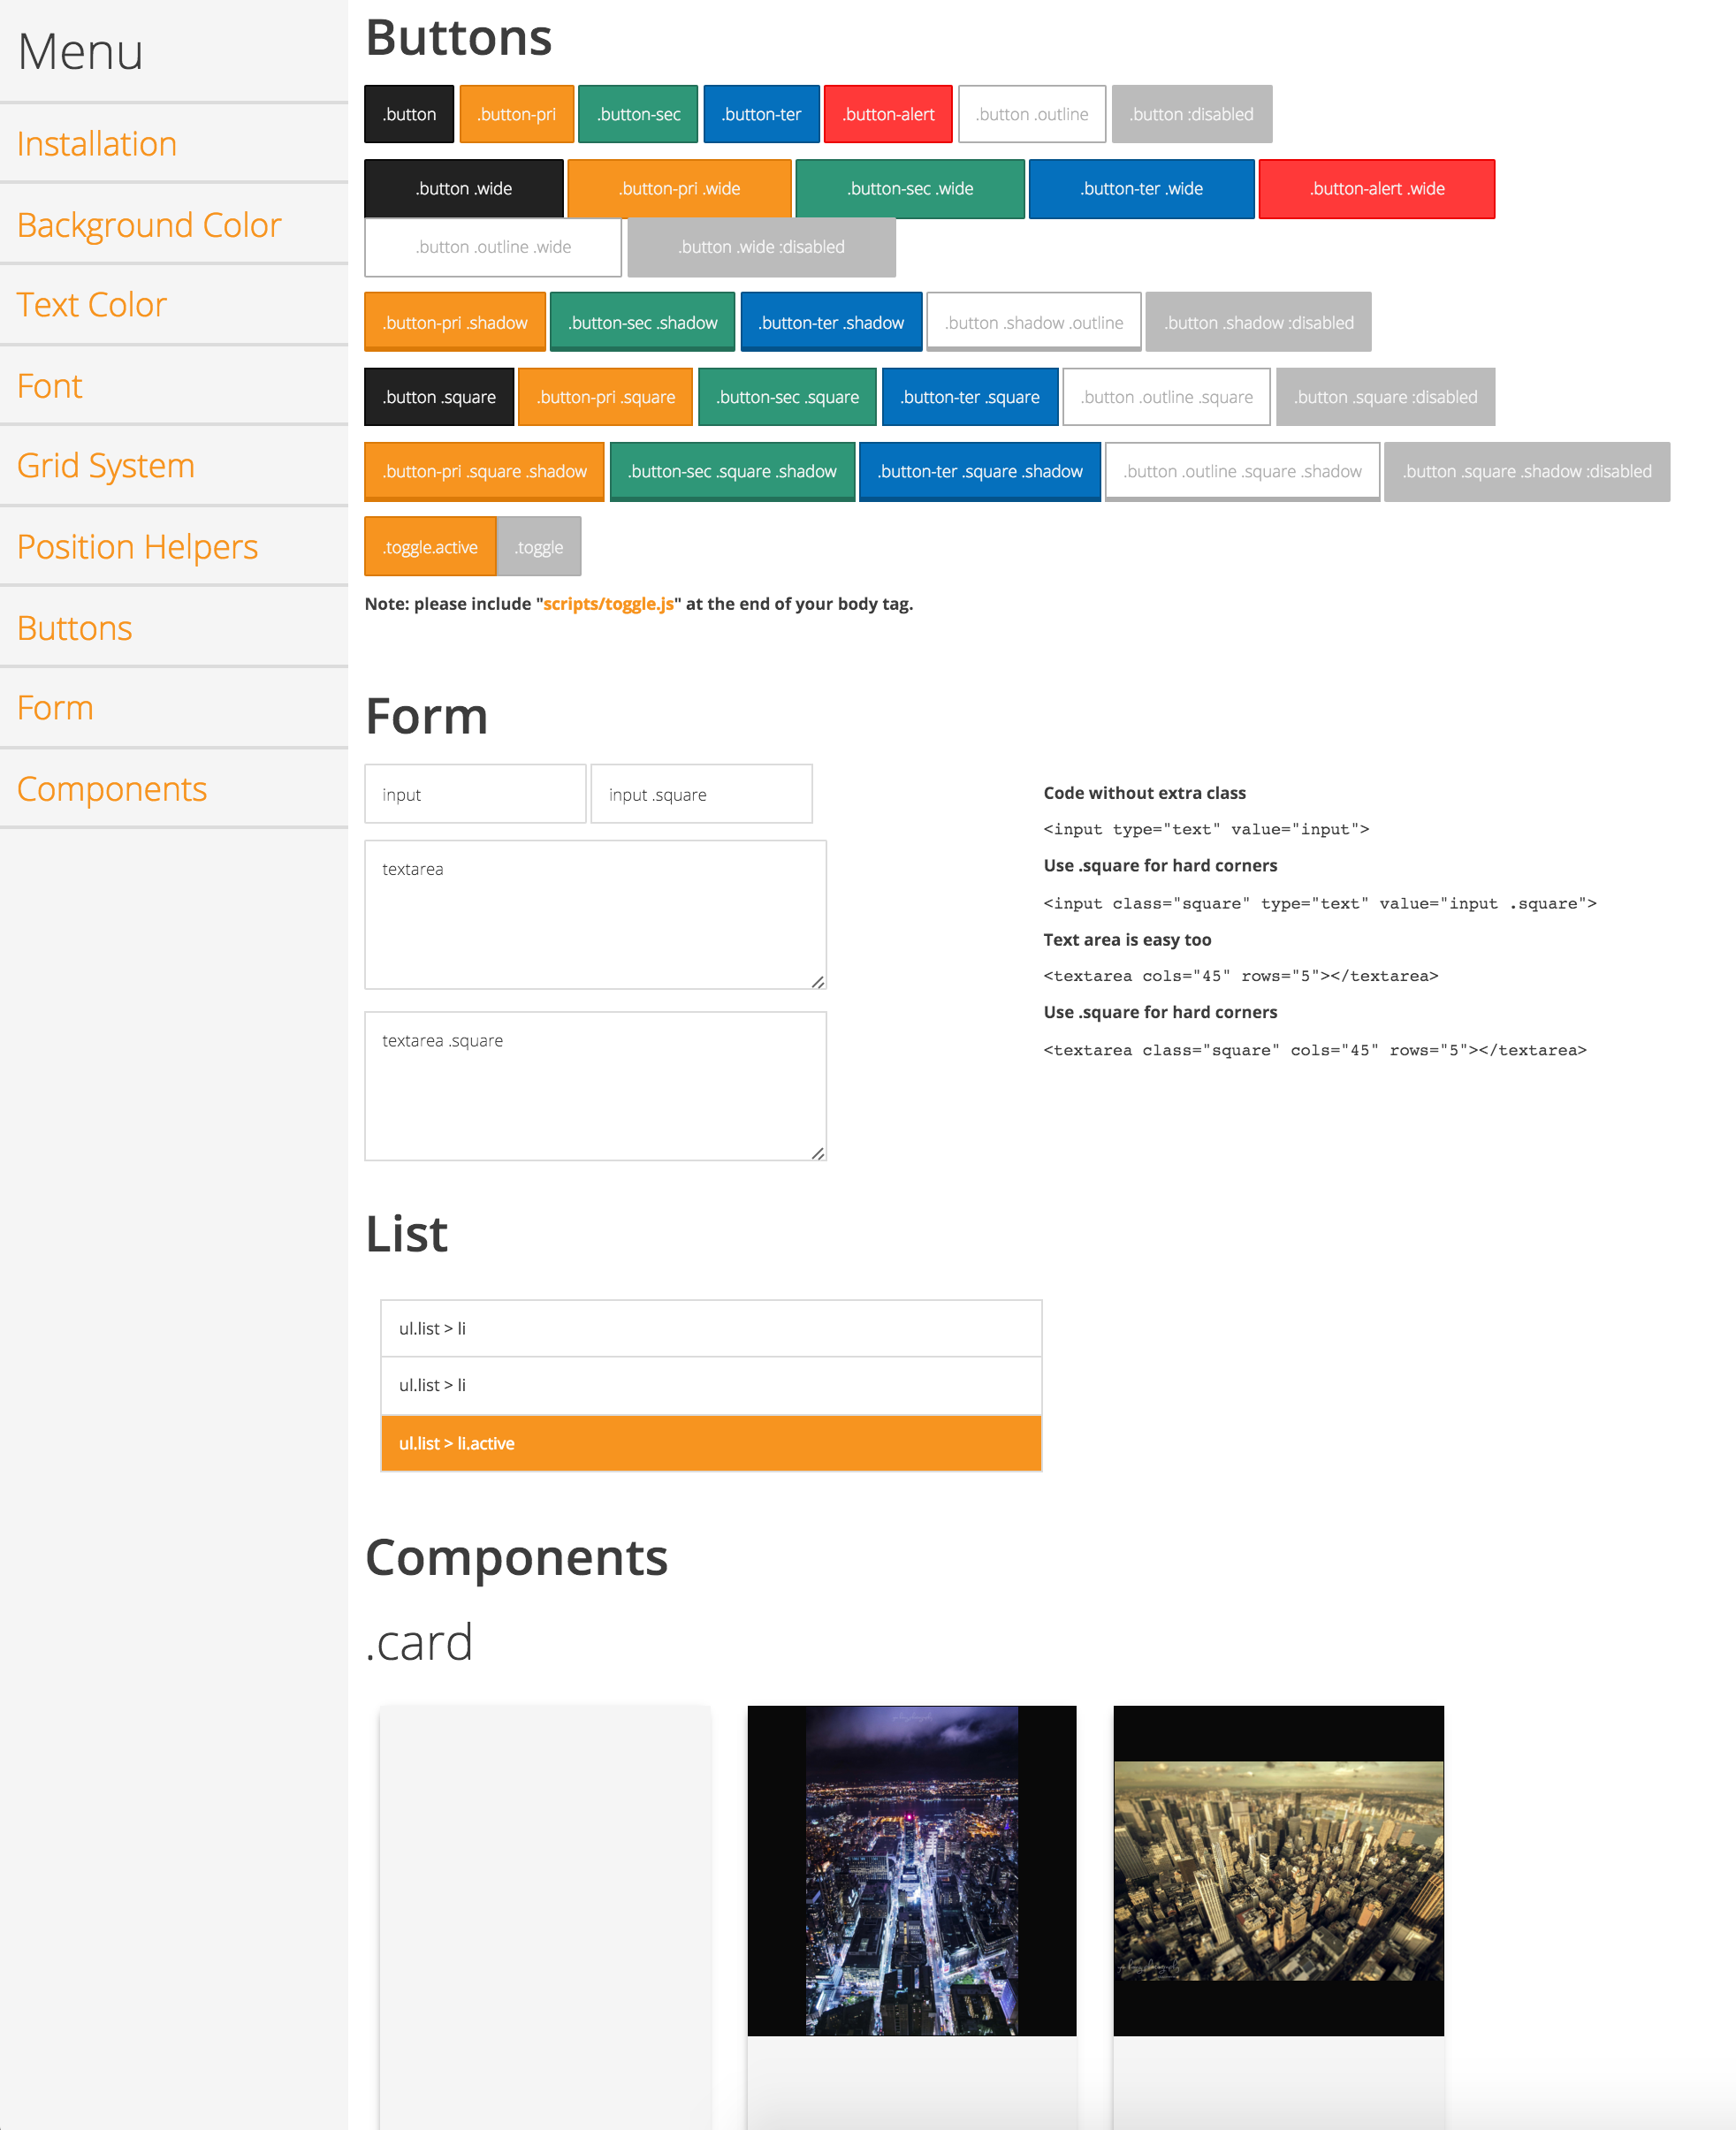 Menu
Installation
Background Color
Text Color
Font
Grid System
Position Helpers
Buttons
Form
Components
Buttons
.button .button-pri .button-sec .button-ter .button-alert .button .outline .button :disabled
.button .wide .button-pri .wide .button-sec .wide .button-ter .wide .button-alert .wide
.button .outline .wide .button .wide :disabled
.button-pri .shadow .button-sec .shadow .button-ter .shadow .button .shadow .outline .button .shadow :disabled
.button .square .button-pri .square .button-sec .square .button-ter .square .button .outline .square .button .square :disabled
.button-pri .square .shadow .button-sec .square .shadow .button-ter .square .shadow .button .outline .square .shadow .button .square .shadow :disabled
.toggle.active .toggle
Note: please include "scripts/toggle.js" at the end of your body tag.
Form
input input .square
textarea
textarea .square
Code without extra class
<input type="text" value="input">
Use .square for hard corners
<input class="square" type="text" value="input .square">
Text area is easy too
<textarea cols="45" rows="5"></textarea>
Use .square for hard corners
<textarea class="square" cols="45" rows="5"></textarea>
List
ul.list > li
ul.list > li
ul.list > li.active
Components
.card